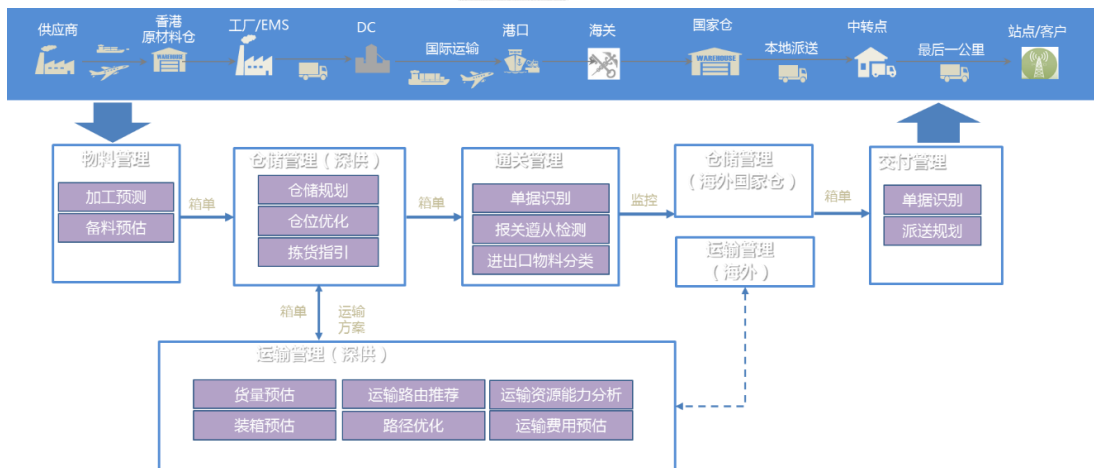 供应商
香港
原材料仓
工厂/EMS
DC
国际运输
港口
海关
国家仓
本地派送
中转点
最后一公里
站点/客户
WAREHOUSE
WAREHOUSE
物料管理
加工预测
备料预估
箱单
仓储管理（深供）
仓储规划
仓位优化
拣货指引
箱单
通关管理
单据识别
报关遵从检测
进出口物料分类
监控
仓储管理
（海外国家仓）
箱单
交付管理
单据识别
派送规划
运输管理
（海外）
箱单
运输
方案
运输管理（深供）
货量预估
运输路由推荐
运输资源能力分析
装箱预估
路径优化
运输费用预估